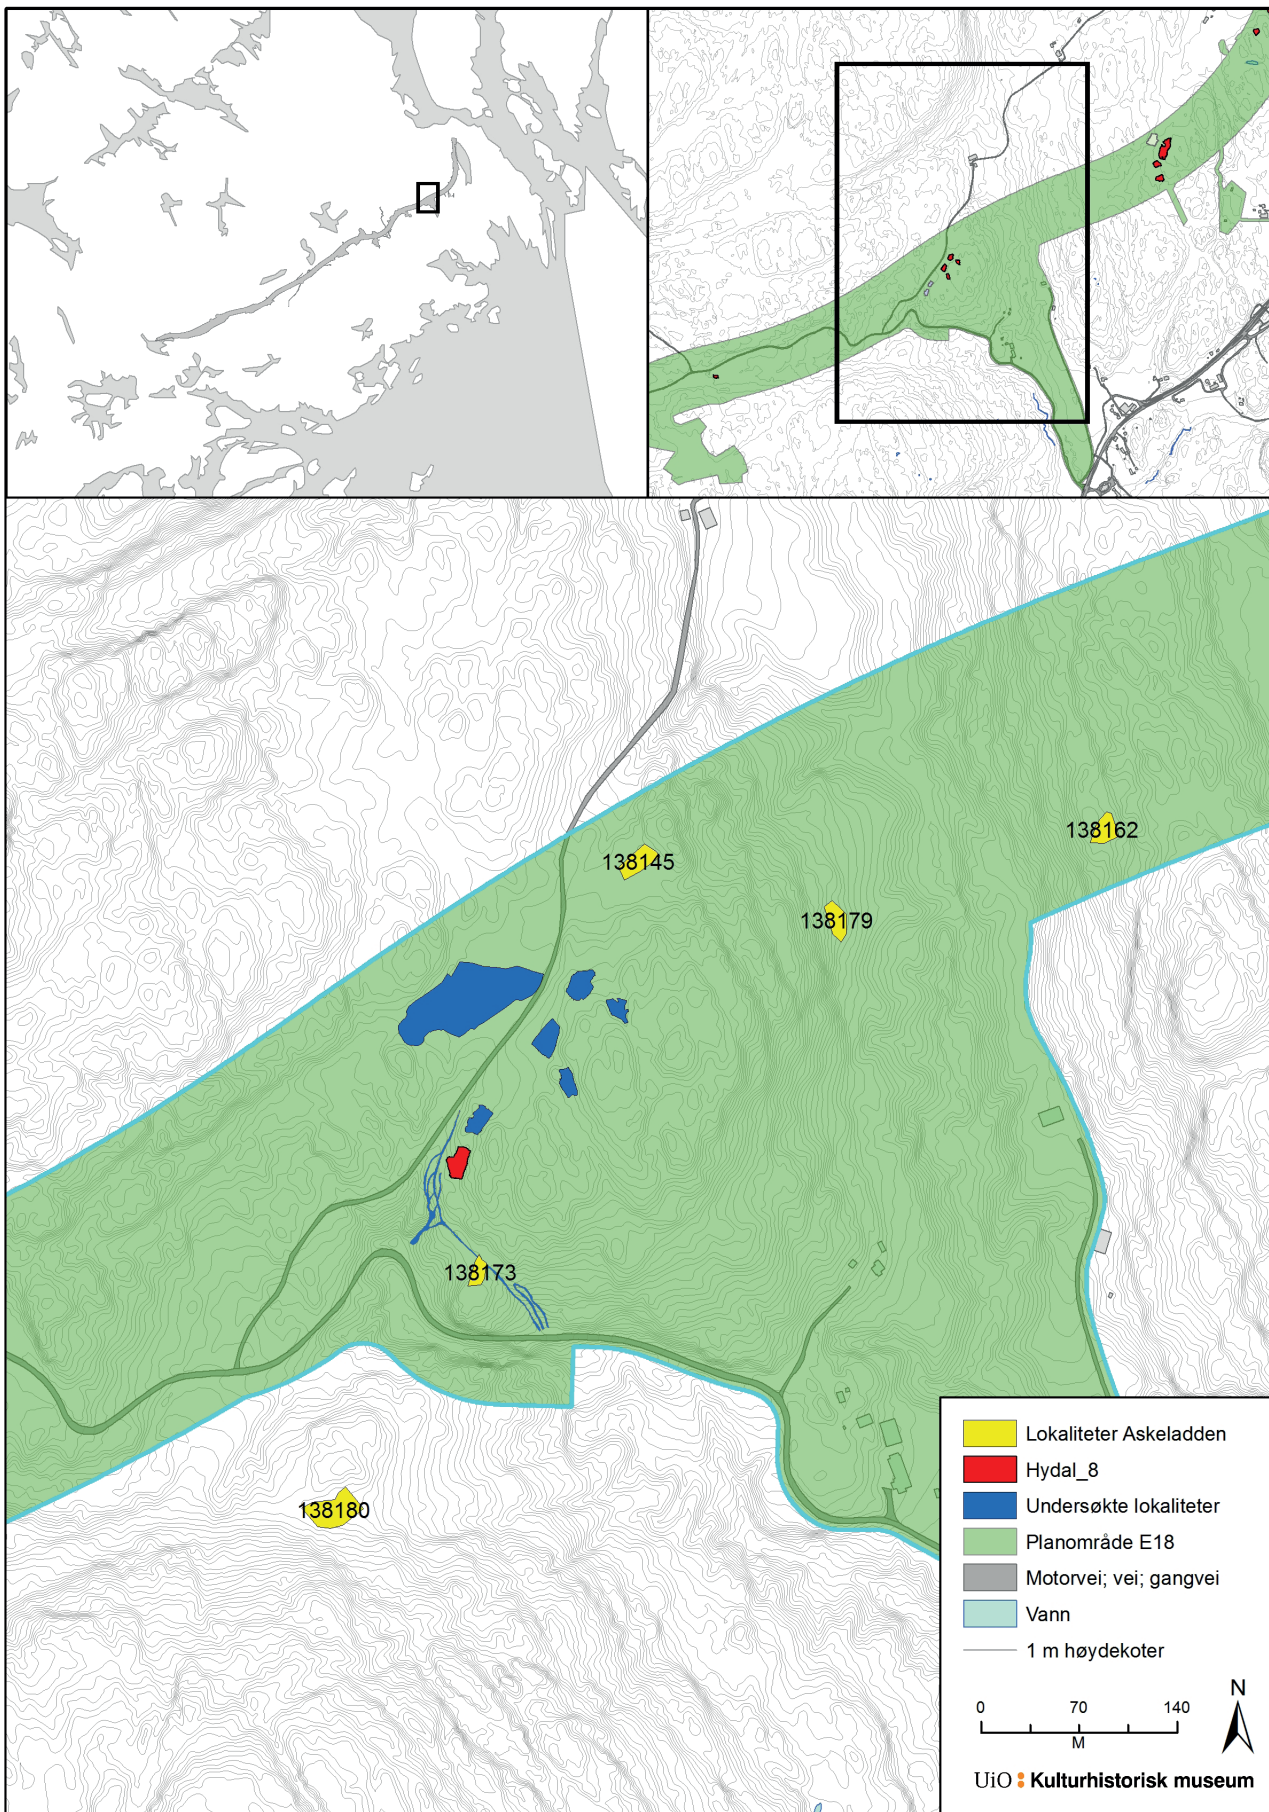 138162
138145
138179
138173
138180
Lokaliteter Askeladden
Hydal_8
Undersøkte lokaliteter
Planområde E18
Motorvei; vei; gangvei
Vann
1 m høydekoter
N
0 70 140
M
UiO Kulturhistorisk museum